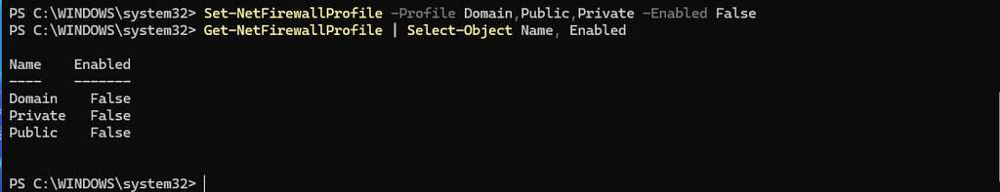 PS C:\WINDOWS\system32> Set-NetFirewallProfile -Profile Domain,Public,Private -Enabled False
PS C:\WINDOWS\system32> Get-NetFirewallProfile | Select-Object Name, Enabled
Name    Enabled
----    -------
Domain    False
Private   False
Public    False
PS C:\WINDOWS\system32>